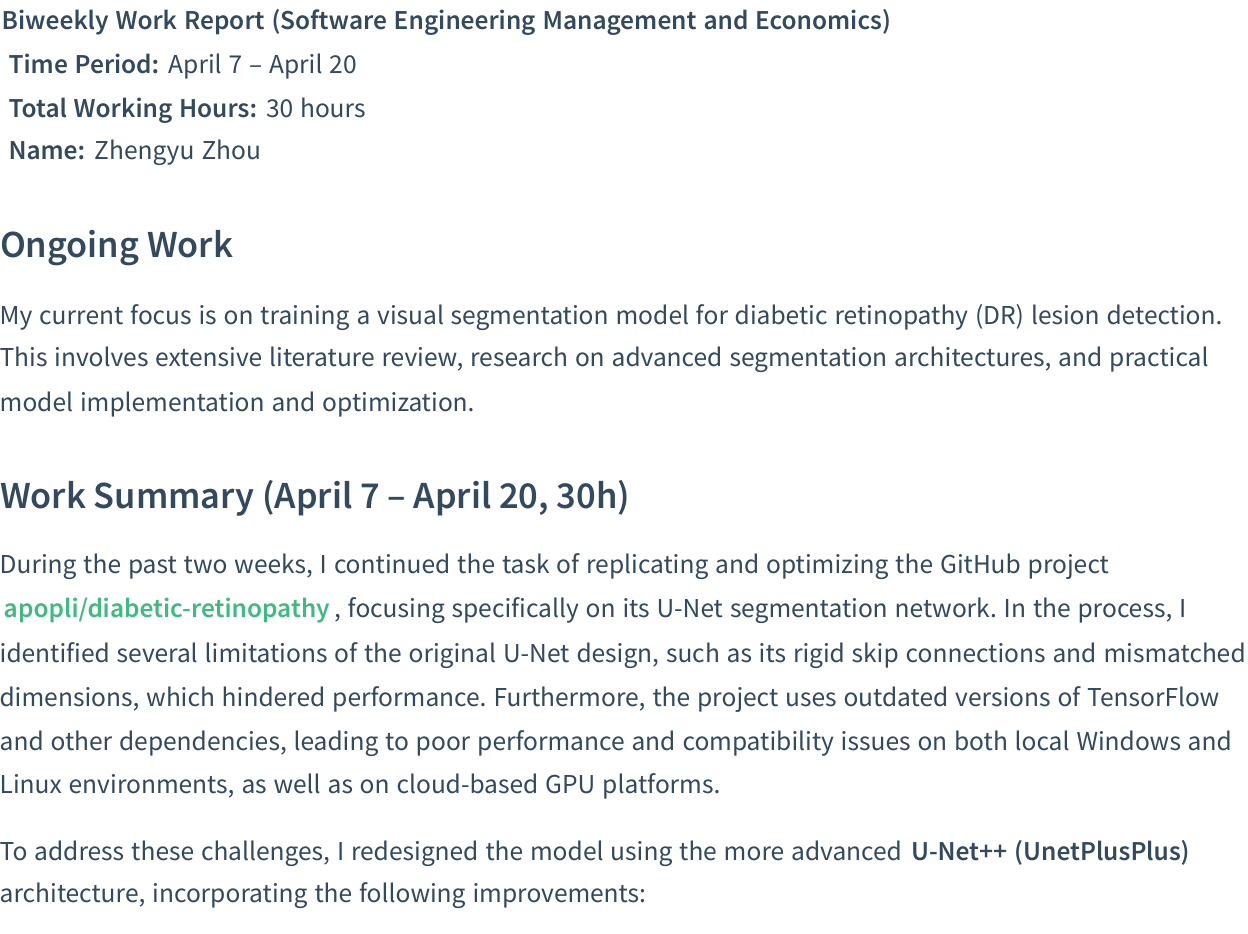 Biweekly Work Report (Software Engineering Management and Economics)
Time Period: April 7 – April 20
Total Working Hours: 30 hours
Name: Zhengyu Zhou
Ongoing Work
My current focus is on training a visual segmentation model for diabetic retinopathy (DR) lesion detection.
This involves extensive literature review, research on advanced segmentation architectures, and practical
model implementation and optimization.
Work Summary (April 7 – April 20, 30h)
During the past two weeks, I continued the task of replicating and optimizing the GitHub project
apopli/diabetic-retinopathy , focusing specifically on its U-Net segmentation network. In the process, I
identified several limitations of the original U-Net design, such as its rigid skip connections and mismatched
dimensions, which hindered performance. Furthermore, the project uses outdated versions of TensorFlow
and other dependencies, leading to poor performance and compatibility issues on both local Windows and
Linux environments, as well as on cloud-based GPU platforms.
To address these challenges, I redesigned the model using the more advanced U-Net++ (UnetPlusPlus)
architecture, incorporating the following improvements: